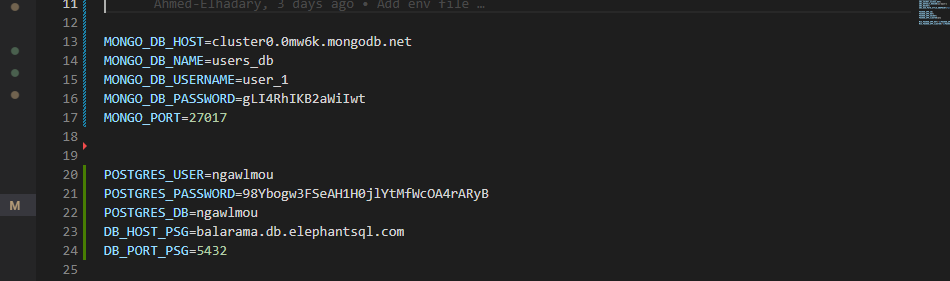 11 Ahmed-Elhadary, 3 days ago • Add env file …
12
13 MONGO_DB_HOST=cluster0.0mw6k.mongodb.net
14 MONGO_DB_NAME=users_db
15 MONGO_DB_USERNAME=user_1
16 MONGO_DB_PASSWORD=gLI4RhIKB2aWiIwt
17 MONGO_PORT=27017
18
19
M
20 POSTGRES_USER=ngawlmou
21 POSTGRES_PASSWORD=98Ybogw3FSeAH1H0jlYtMfWcOA4rARyB
22 POSTGRES_DB=ngawlmou
23 DB_HOST_PSG=balarama.db.elephantsql.com
24 DB_PORT_PSG=5432
25